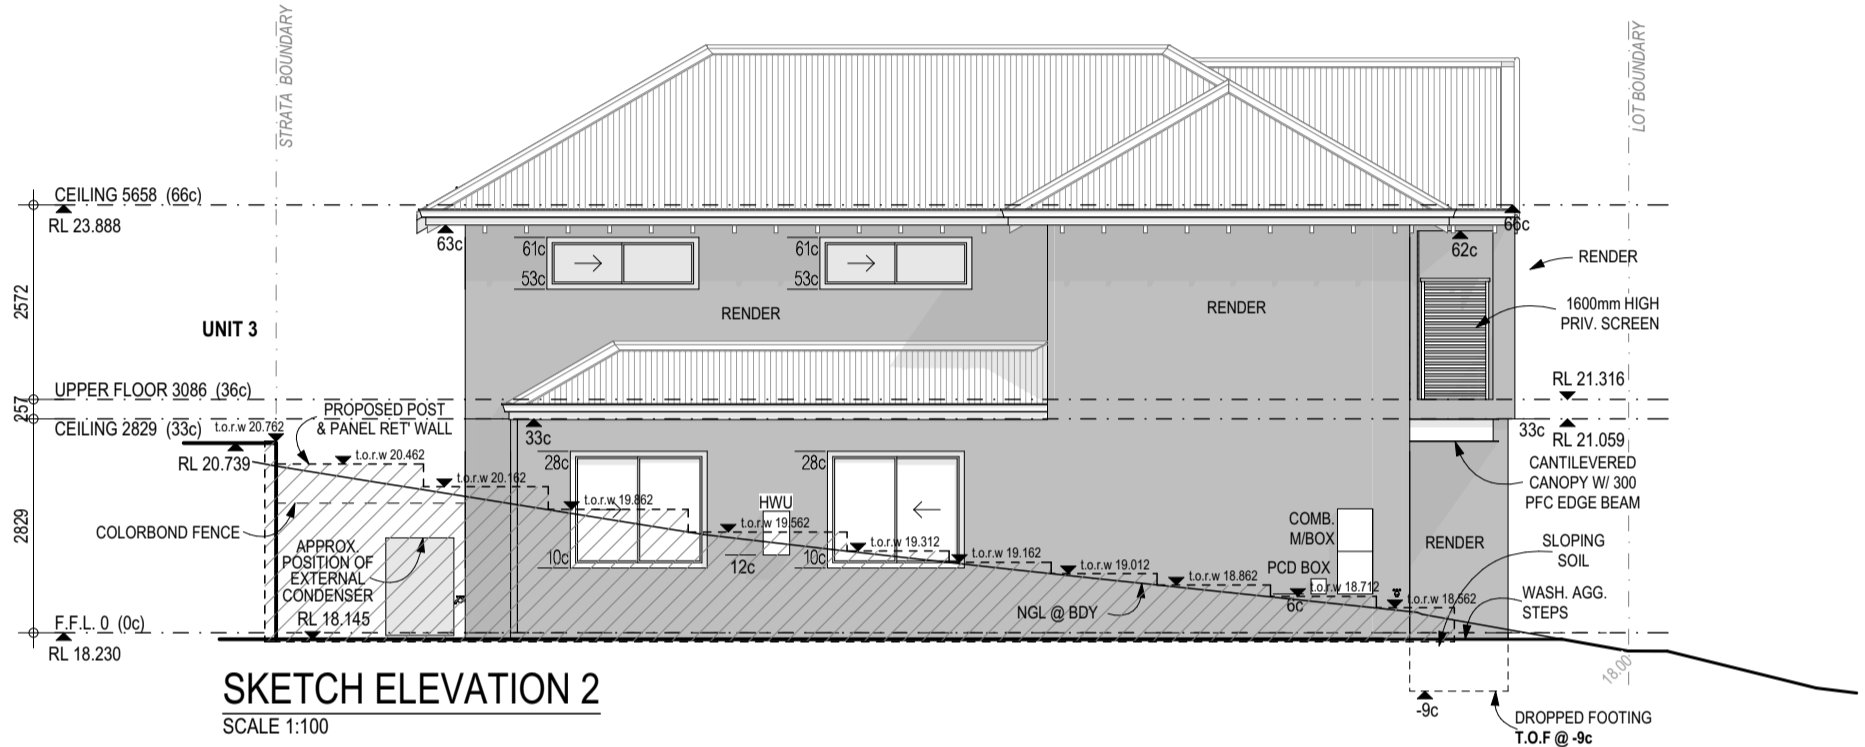 STRATA BOUNDARY
LOT BOUNDARY
CEILING 5658 (66c)
RL 23.888
63c
66c
62c
61c
53c
61c
53c
RENDER
RENDER
RENDER
1600mm HIGH
PRIV. SCREEN
2572
UNIT 3
UPPER FLOOR 3086 (36c)
257
CEILING 2829 (33c)
RL 21.316
RL 21.059
33c
33c
PROPOSED POST
& PANEL RET' WALL
t.o.r.w 20.762
RL 20.739
t.o.r.w 20.462
t.o.r.w 20.162
t.o.r.w 19.862
t.o.r.w 19.562
t.o.r.w 19.312
t.o.r.w 19.162
t.o.r.w 19.012
t.o.r.w 18.862
t.o.r.w 18.712
t.o.r.w 18.562
28c
10c
28c
10c
HWU
12c
CANTILEVERED
CANOPY W/ 300
PFC EDGE BEAM
2829
COLORBOND FENCE
APPROX.
POSITION OF
EXTERNAL
CONDENSER
RL 18.145
COMB.
M/BOX
PCD BOX
6c
RENDER
SLOPING
SOIL
WASH. AGG.
STEPS
NGL @ BDY
F.F.L. 0 (0c)
RL 18.230
18.00
-9c
DROPPED FOOTING
T.O.F @ -9c
SKETCH ELEVATION 2
SCALE 1:100